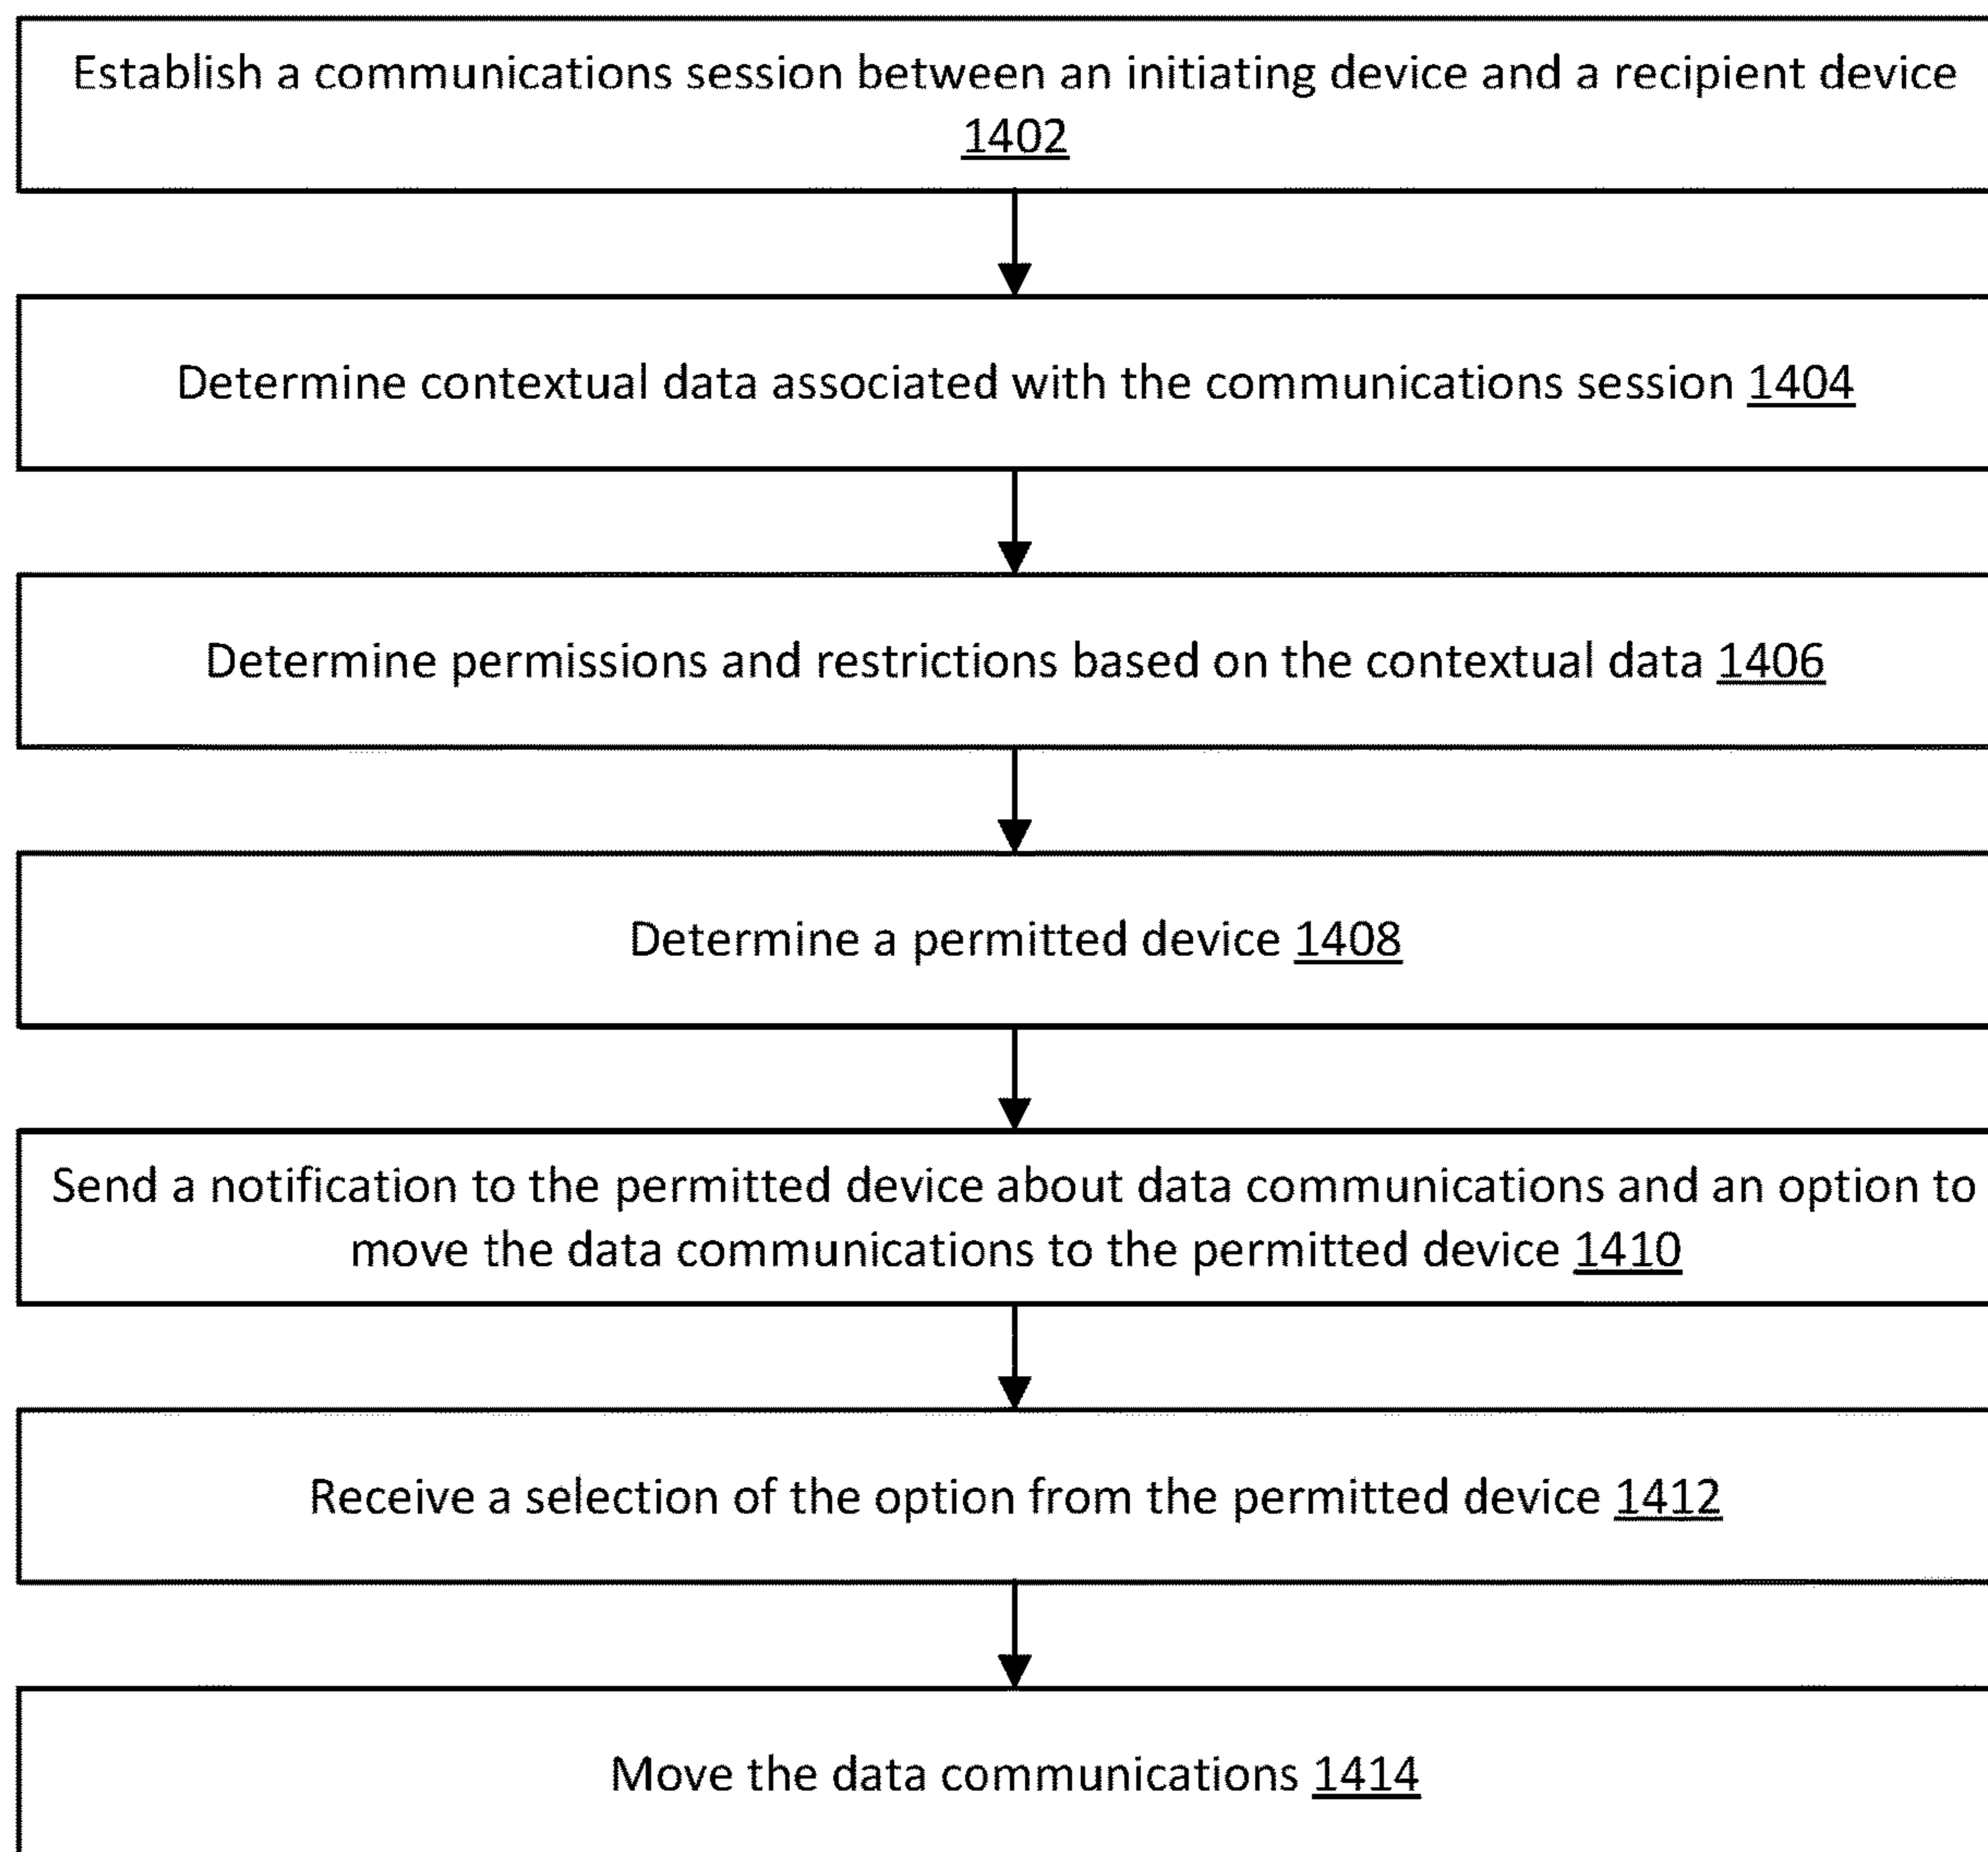 Establish a communications session between an initiating device and a recipient device
1402
Determine contextual data associated with the communications session 1404
Determine permissions and restrictions based on the contextual data 1406
Determine a permitted device 1408
Send a notification to the permitted device about data communications and an option to
move the data communications to the permitted device 1410
Receive a selection of the option from the permitted device 1412
Move the data communications 1414